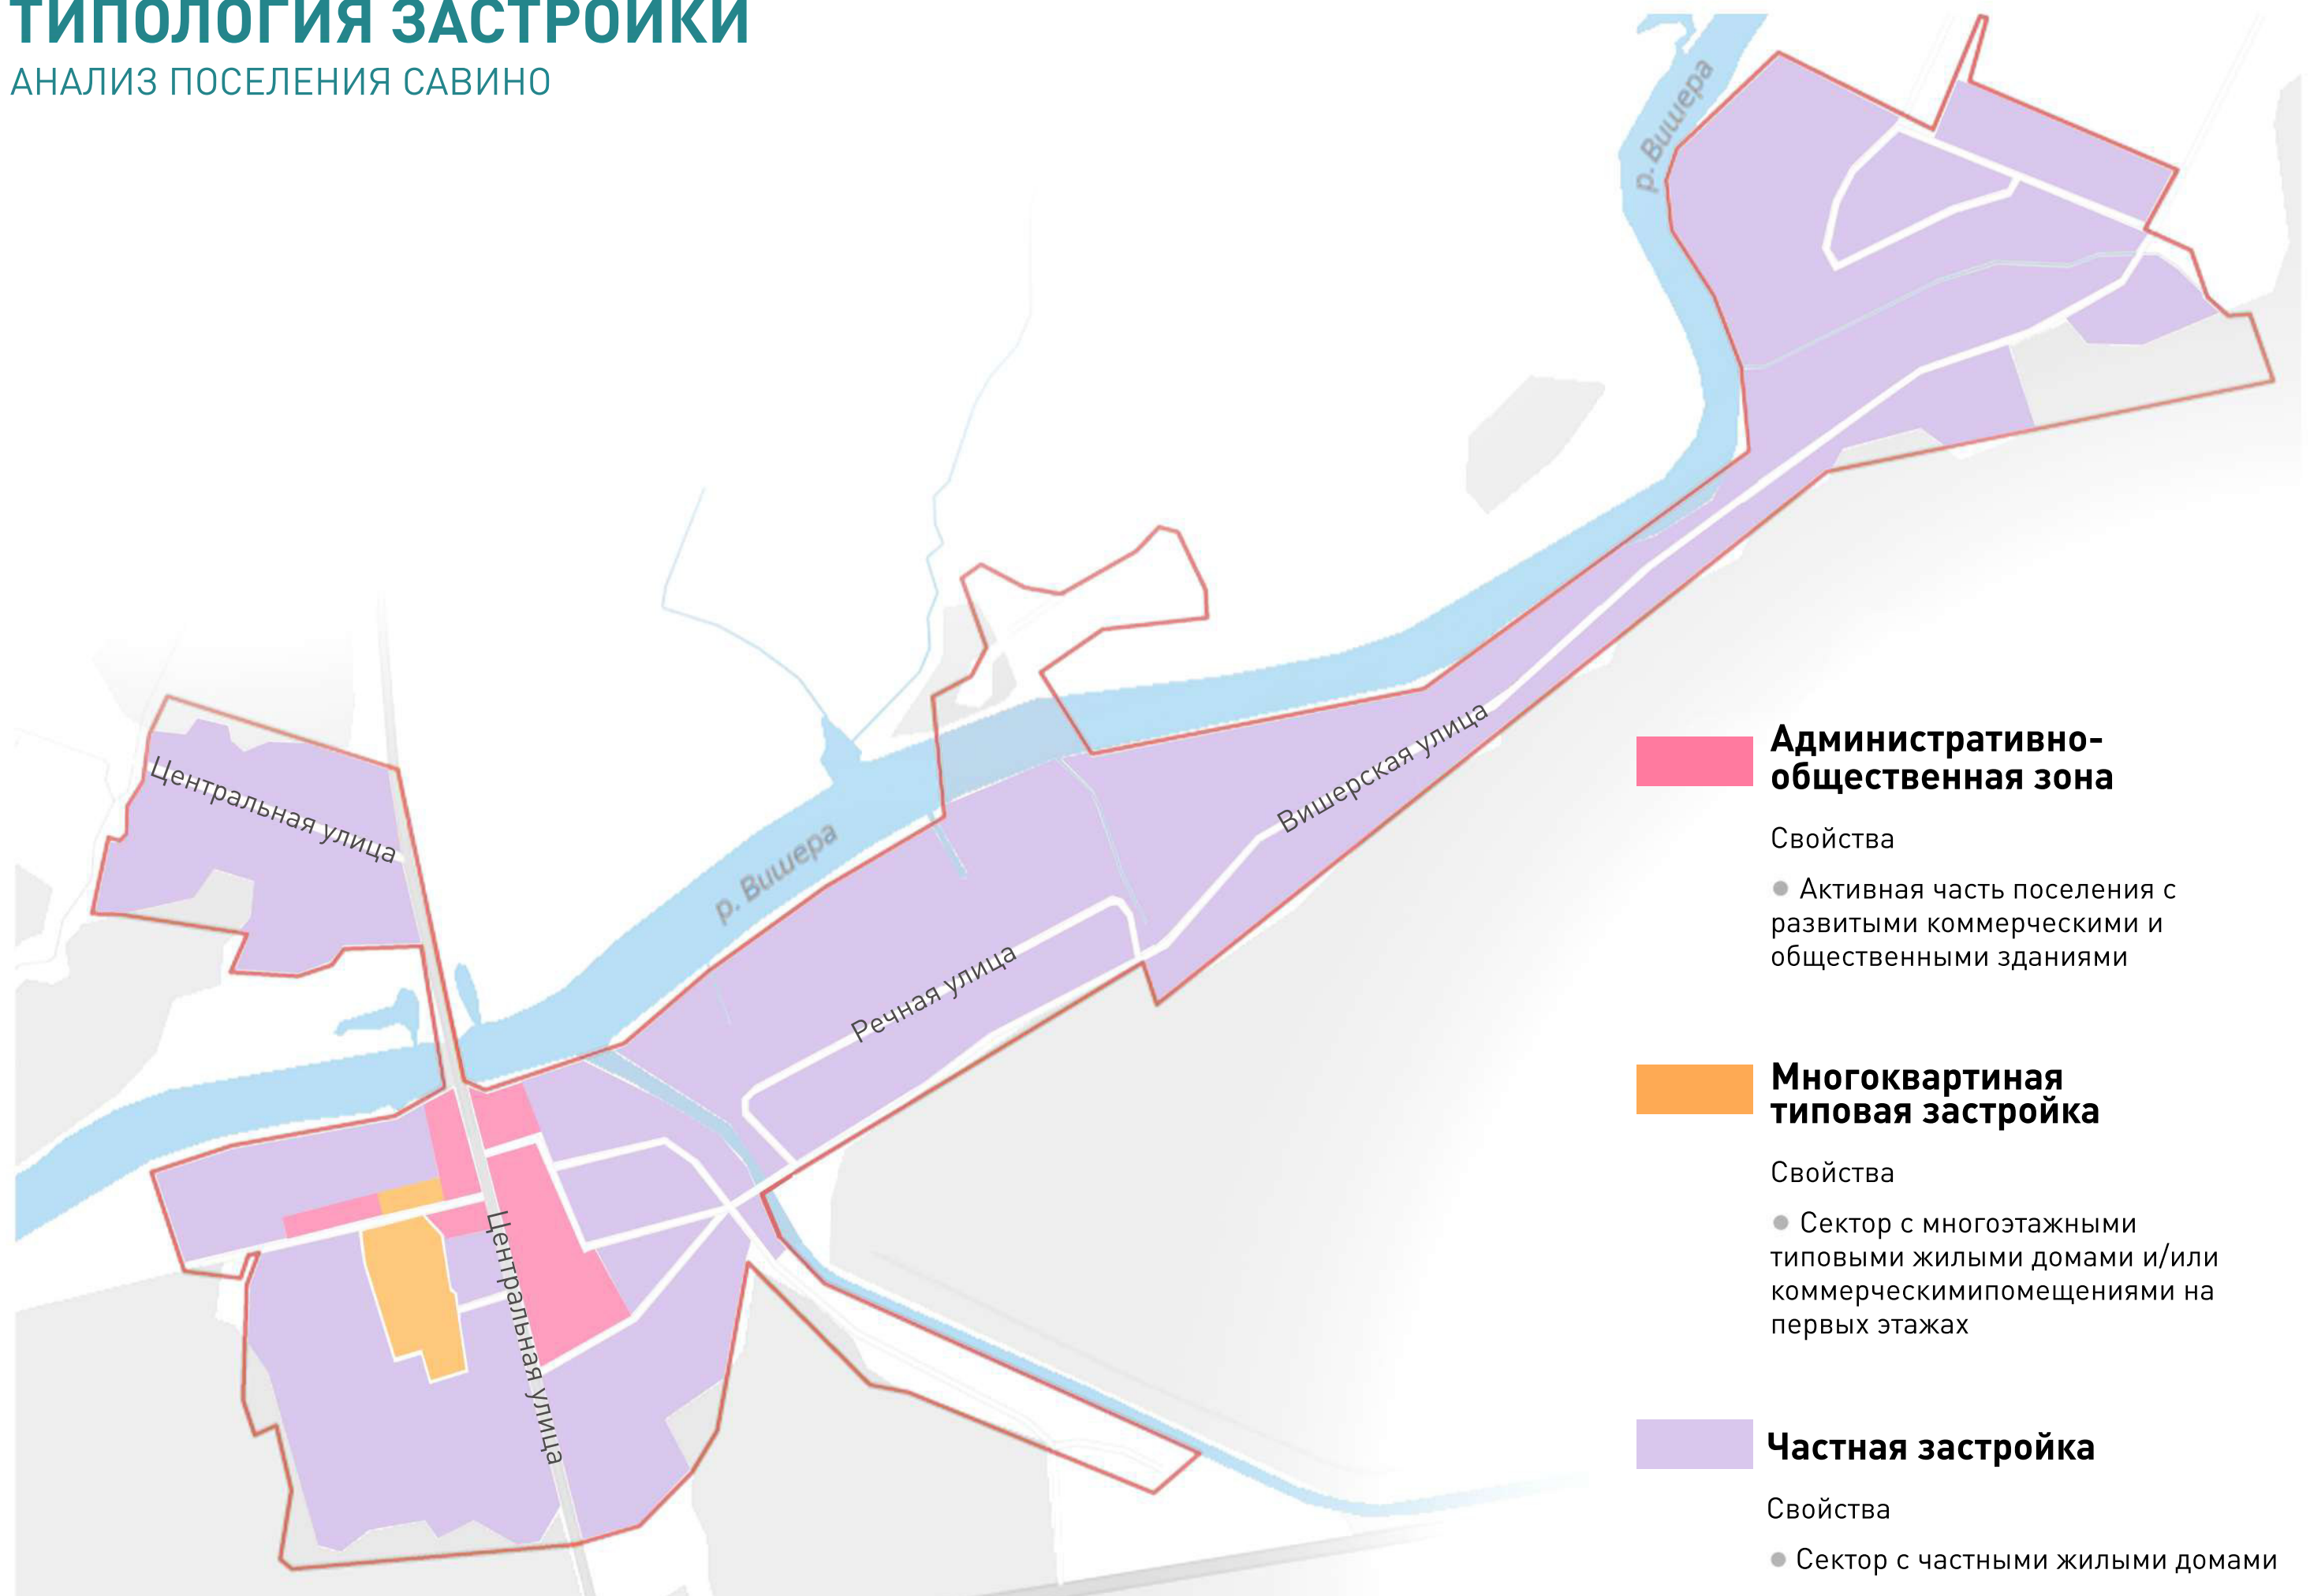 ТИПОЛОГИЯ ЗАСТРОЙКИ
АНАЛИЗ ПОСЕЛЕНИЯ САВИНО
р. Вишера
Центральная улица
р. Вишера
Вишерская улица
Речная улица
Центральная улица
Административно-
общественная зона
Свойства
● Активная часть поселения с
развитыми коммерческими и
общественными зданиями
Многоквартиная
типовая застройка
Свойства
● Сектор с многоэтажными
типовыми жилыми домами и/или
коммерческимипомещениями на
первых этажах
Частная застройка
Свойства
● Сектор с частными жилыми домами